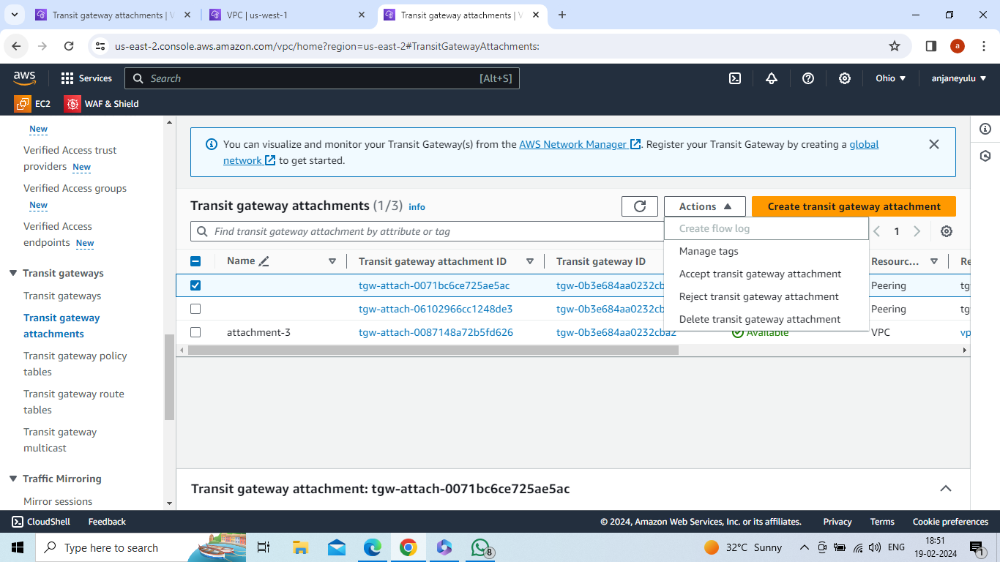 Transit gateway attachments | V
VPC | us-west-1
Transit gateway attachments | V
us-east-2.console.aws.amazon.com/vpc/home?region=us-east-2#TransitGatewayAttachments:
a
aws
Services
Search
[Alt+S]
Ohio
anjaneyulu
EC2
WAF & Shield
New
Verified Access trust
providers New
Verified Access groups
New
Verified Access
endpoints New
Transit gateways
Transit gateways
Transit gateway
attachments
Transit gateway policy
tables
Transit gateway route
tables
Transit gateway
multicast
Traffic Mirroring
Mirror sessions
You can visualize and monitor your Transit Gateway(s) from the AWS Network Manager. Register your Transit Gateway by creating a global
network to get started.
Transit gateway attachments (1/3) info
Actions
Create transit gateway attachment
Find transit gateway attachment by attribute or tag
1
Create flow log
Manage tags
Accept transit gateway attachment
Reject transit gateway attachment
Delete transit gateway attachment
Name Transit gateway attachment ID Transit gateway ID Resourc... Re
tgw-attach-0071bc6ce725ae5ac tgw-0b3e684aa0232cb Peering tg
tgw-attach-06102966cc1248de3 tgw-0b3e684aa0232cb Peering tg
attachment-3 tgw-attach-0087148a72b5fd626 tgw-0b3e684aa0232cba2 Available VPC vp
Transit gateway attachment: tgw-attach-0071bc6ce725ae5ac
CloudShell Feedback
© 2024, Amazon Web Services, Inc. or its affiliates. Privacy Terms Cookie preferences
Type here to search
8
32°C Sunny
ENG
18:51
19-02-2024
1